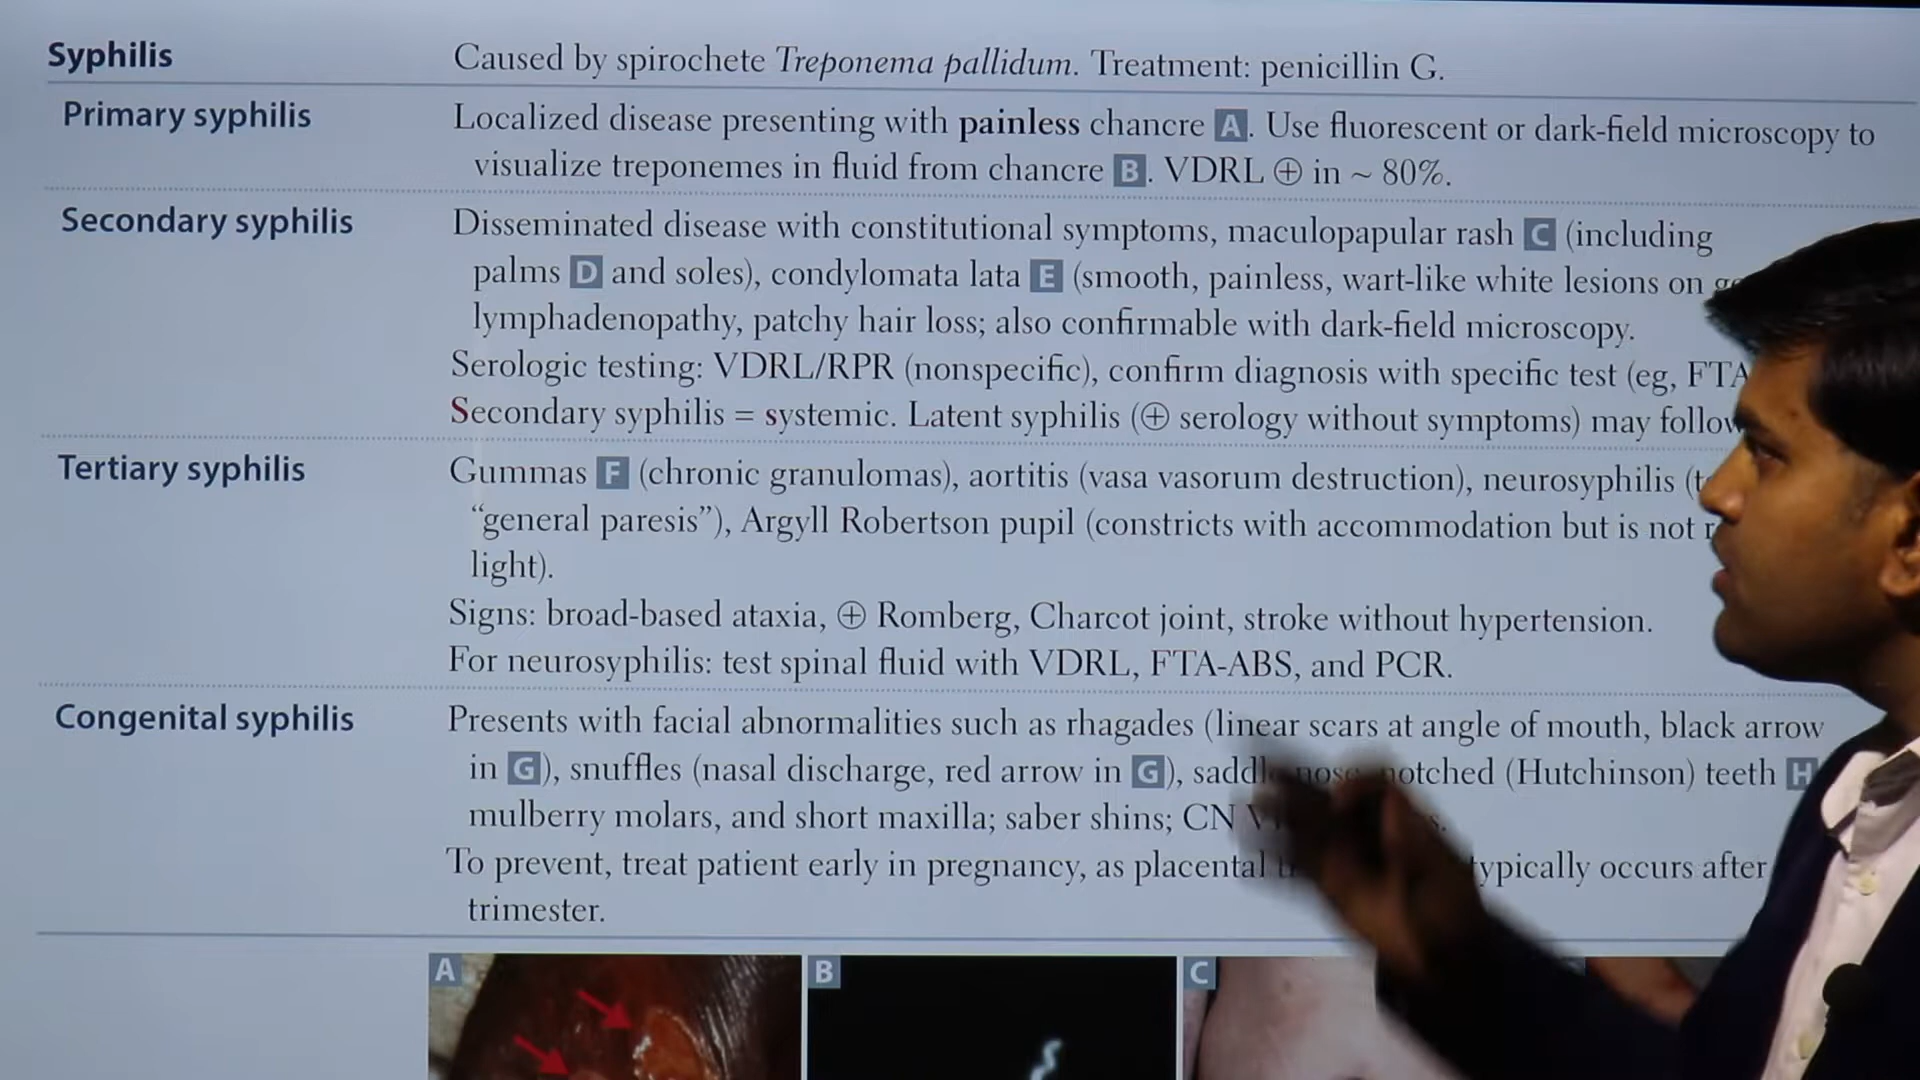 Syphilis
Caused by spirochete Treponema pallidum. Treatment: penicillin G.
Primary syphilis
Localized disease presenting with painless chancre A. Use fluorescent or dark-field microscopy to
visualize treponemes in fluid from chancre B. VDRL ⊕ in ~ 80%.
Secondary syphilis
Disseminated disease with constitutional symptoms, maculopapular rash C (including
palms D and soles), condylomata lata E (smooth, painless, wart-like white lesions on
lymphadenopathy, patchy hair loss; also confirmable with dark-field microscopy.
Serologic testing: VDRL/RPR (nonspecific), confirm diagnosis with specific test (eg, FTA
Secondary syphilis = systemic. Latent syphilis (⊕ serology without symptoms) may follow
Tertiary syphilis
Gummas F (chronic granulomas), aortitis (vasa vasorum destruction), neurosyphilis
“general paresis”), Argyll Robertson pupil (constricts with accommodation but is not
light).
Signs: broad-based ataxia, ⊕ Romberg, Charcot joint, stroke without hypertension.
For neurosyphilis: test spinal fluid with VDRL, FTA-ABS, and PCR.
Congenital syphilis
Presents with facial abnormalities such as rhagades (linear scars at angle of mouth, black arrow
in G), snuffles (nasal discharge, red arrow in G), saddle nose, notched (Hutchinson) teeth H
mulberry molars, and short maxilla; saber shins; CN
To prevent, treat patient early in pregnancy, as placental typically occurs after
trimester.
A
B
C